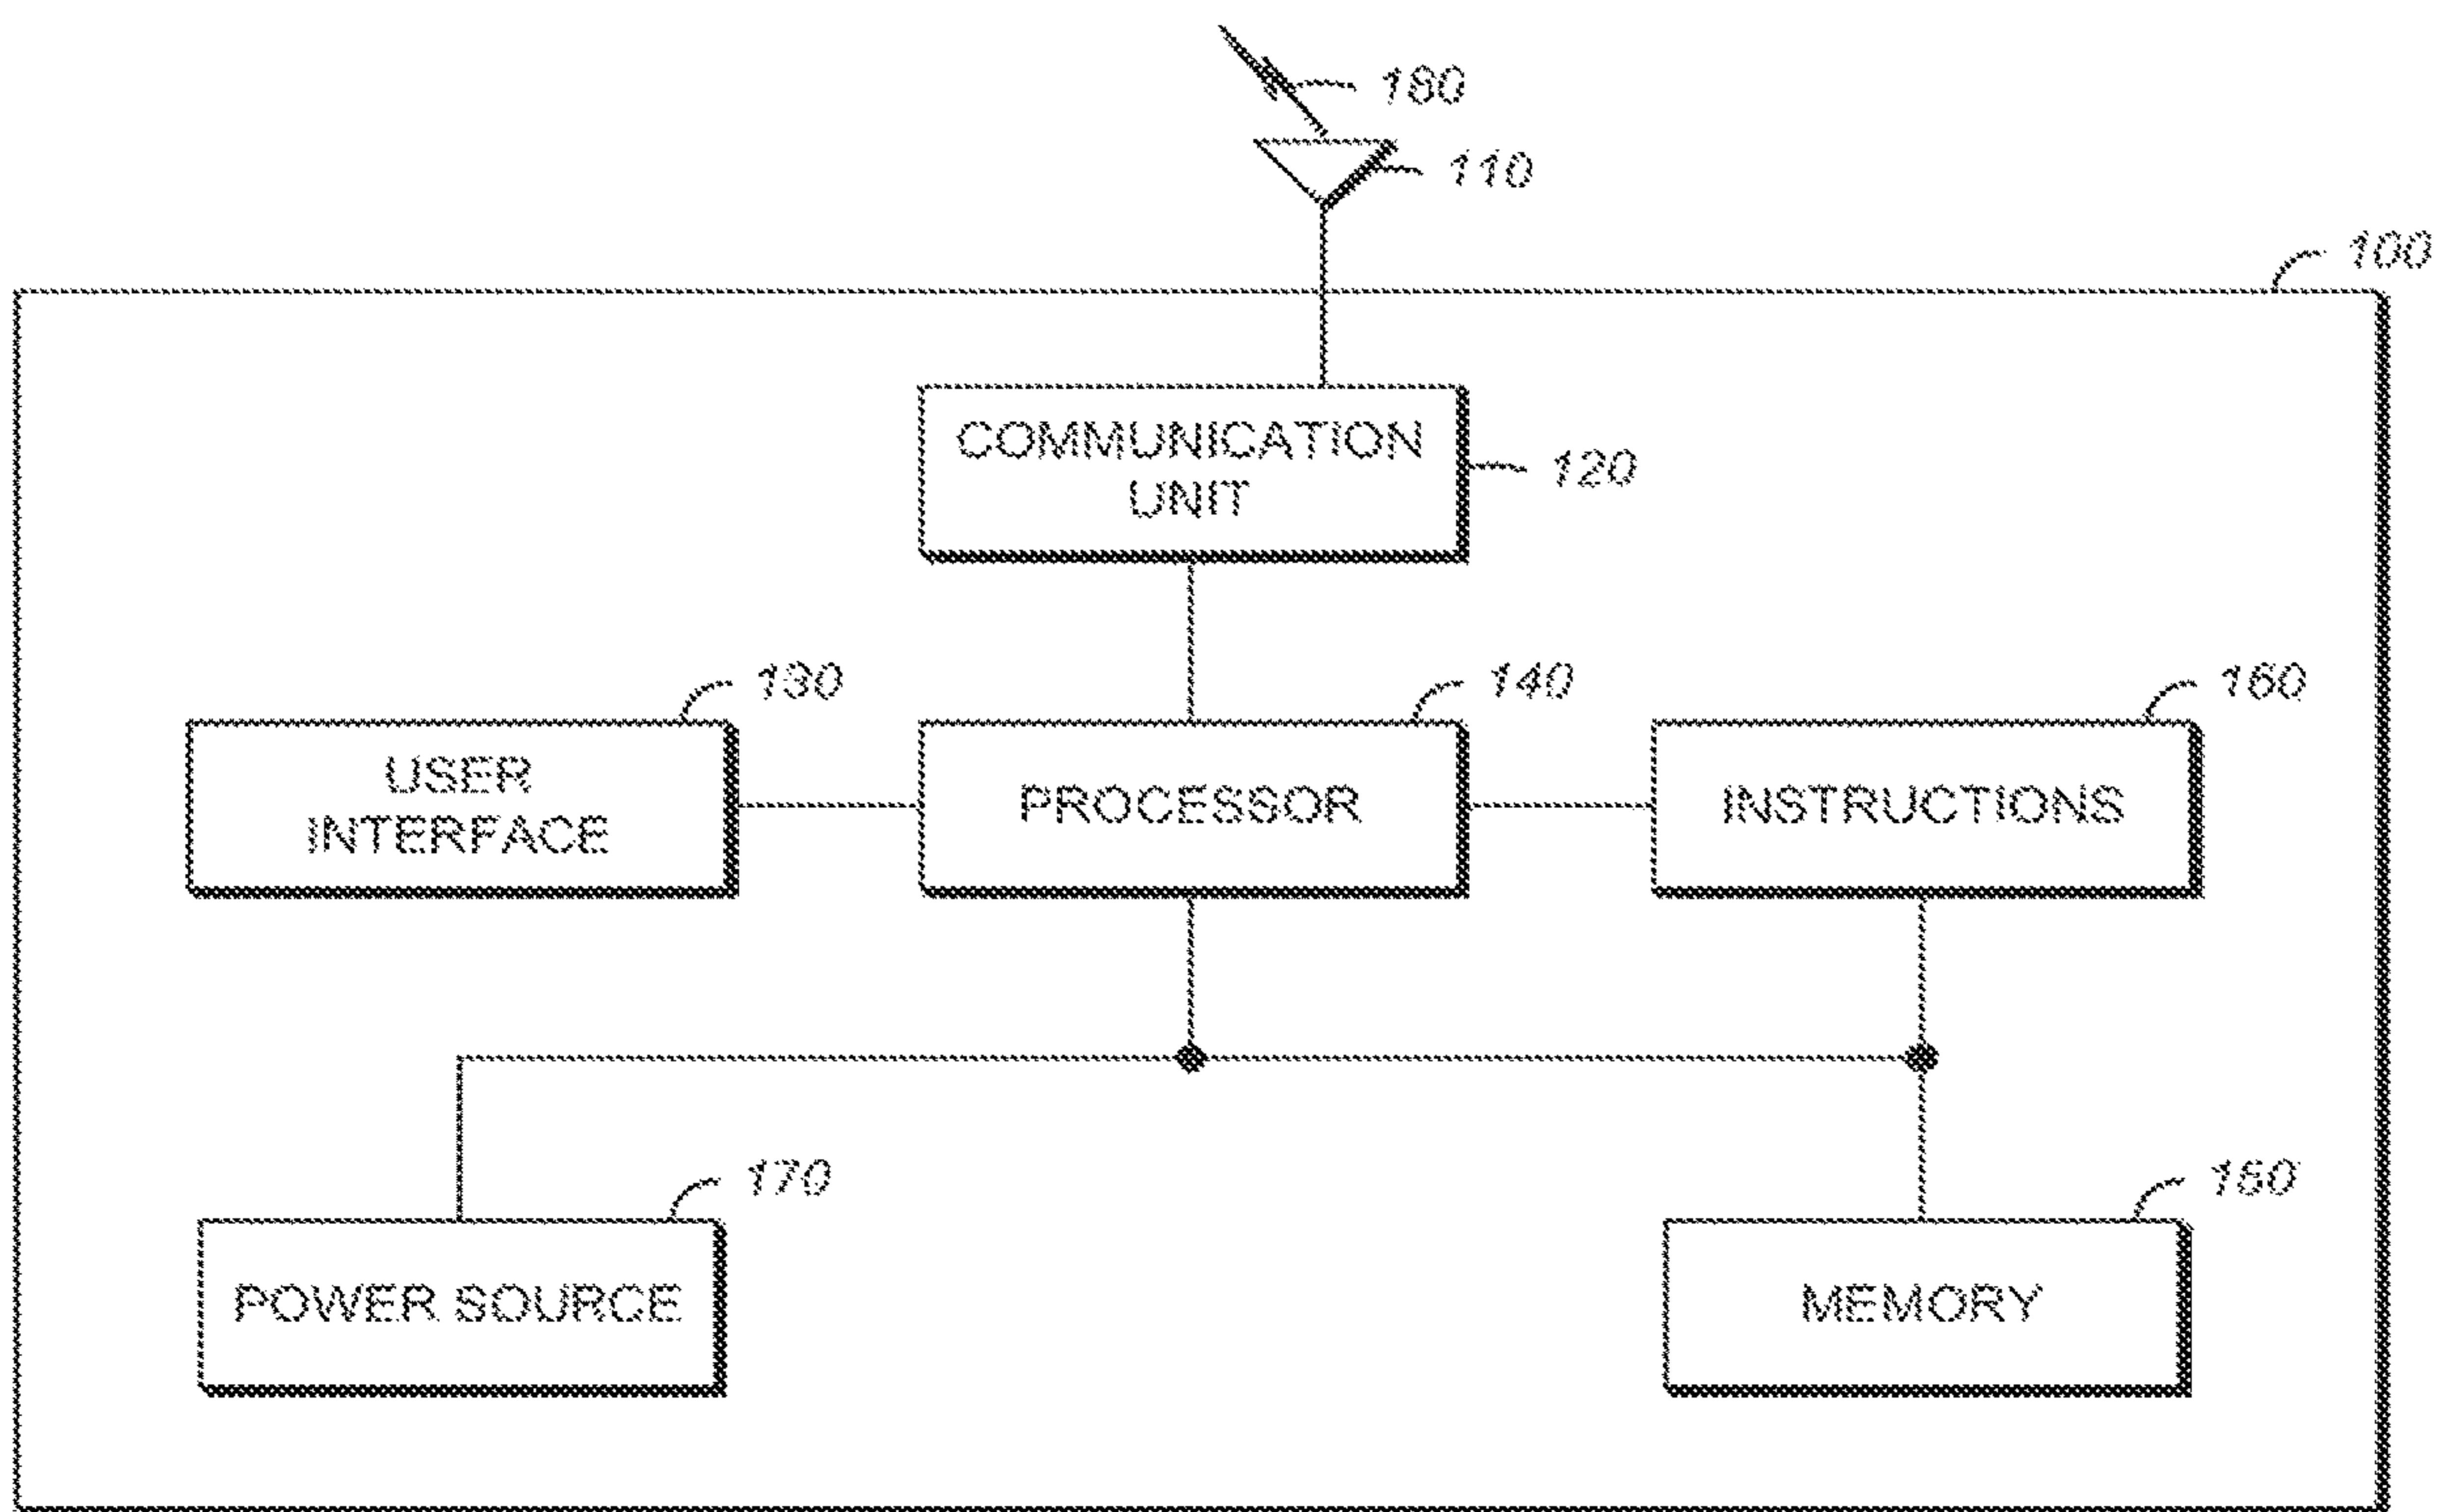 180
110
100
COMMUNICATION
UNIT
120
130
140
160
USER
INTERFACE
PROCESSOR
INSTRUCTIONS
170
150
POWER SOURCE
MEMORY